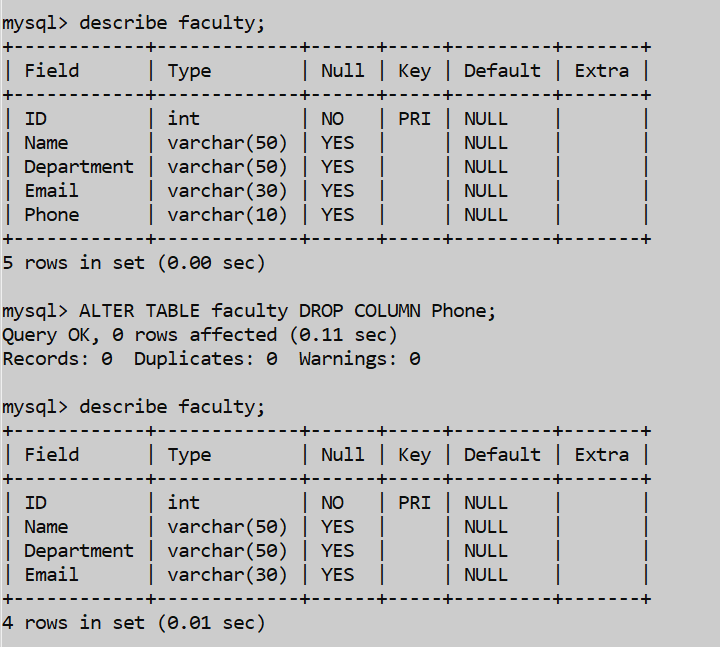 mysql> describe faculty;
+------------+-------------+------+-----+---------+-------+
| Field      | Type        | Null | Key | Default | Extra |
+------------+-------------+------+-----+---------+-------+
| ID         | int         | NO   | PRI | NULL    |       |
| Name       | varchar(50) | YES  |     | NULL    |       |
| Department | varchar(50) | YES  |     | NULL    |       |
| Email      | varchar(30) | YES  |     | NULL    |       |
| Phone      | varchar(10) | YES  |     | NULL    |       |
+------------+-------------+------+-----+---------+-------+
5 rows in set (0.00 sec)
mysql> ALTER TABLE faculty DROP COLUMN Phone;
Query OK, 0 rows affected (0.11 sec)
Records: 0  Duplicates: 0  Warnings: 0
mysql> describe faculty;
+------------+-------------+------+-----+---------+-------+
| Field      | Type        | Null | Key | Default | Extra |
+------------+-------------+------+-----+---------+-------+
| ID         | int         | NO   | PRI | NULL    |       |
| Name       | varchar(50) | YES  |     | NULL    |       |
| Department | varchar(50) | YES  |     | NULL    |       |
| Email      | varchar(30) | YES  |     | NULL    |       |
+------------+-------------+------+-----+---------+-------+
4 rows in set (0.01 sec)